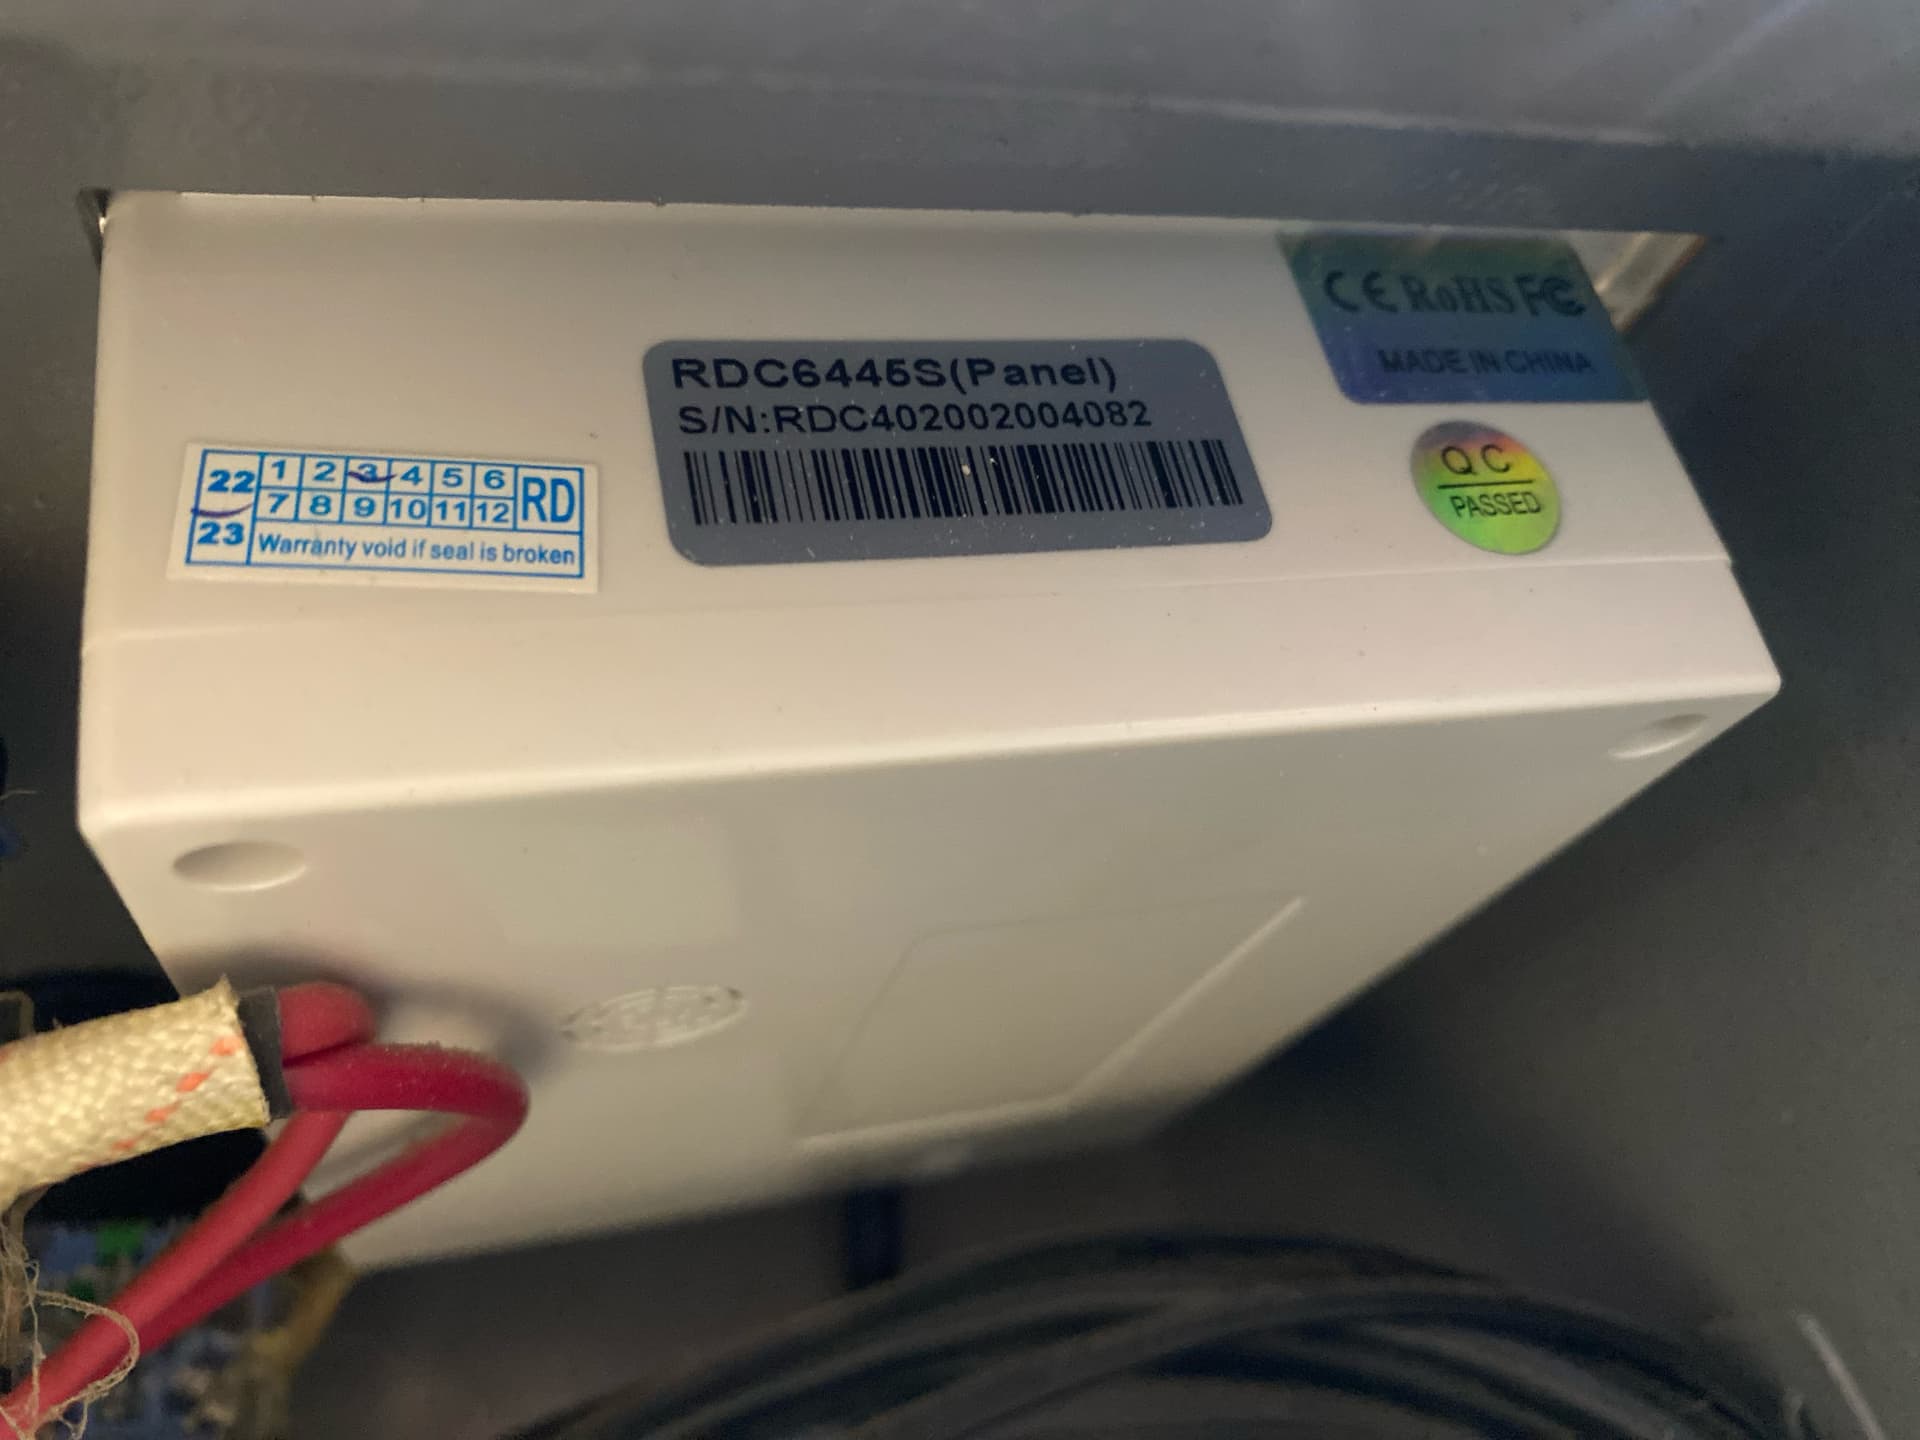 CE RoHS FC
MADE IN CHINA
RDC6445S(Panel)
S/N:RDC402002004082
QC
PASSED
22 1 2 3 4 5 6 RD
7 8 9 10 11 12
23 Warranty void if seal is broken